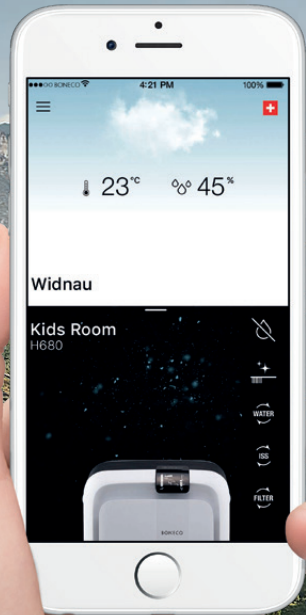 ●●●○○ BONECO 4:21 PM 100%
23°C 45%
Widnau
Kids Room
H680
WATER
ISS
FILTER
BONECO